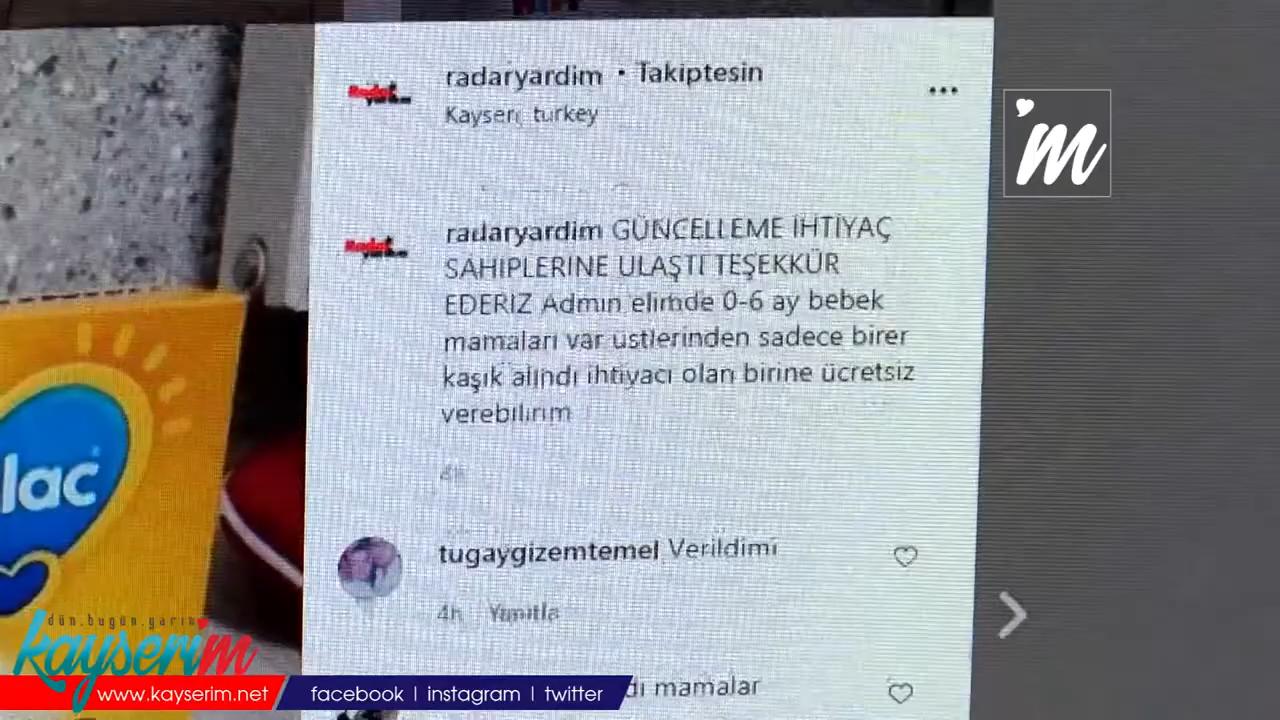 radaryardim • Takiptesin
Kayseri, turkey
radaryardim GÜNCELLEME İHTİYAÇ
SAHİPLERİNE ULAŞTI TEŞEKKÜR
EDERİZ Admin elimde 0-6 ay bebek
mamaları var üstlerinden sadece birer
kaşık alındı ihtiyacı olan birine ücretsiz
verebilirim
4h
tugaygizemtemel Verildimi
4h Yanıtla
mamalar
lac
'm
dün.bugün.yarın
kayserim
www.kayserim.net
facebook | instagram | twitter